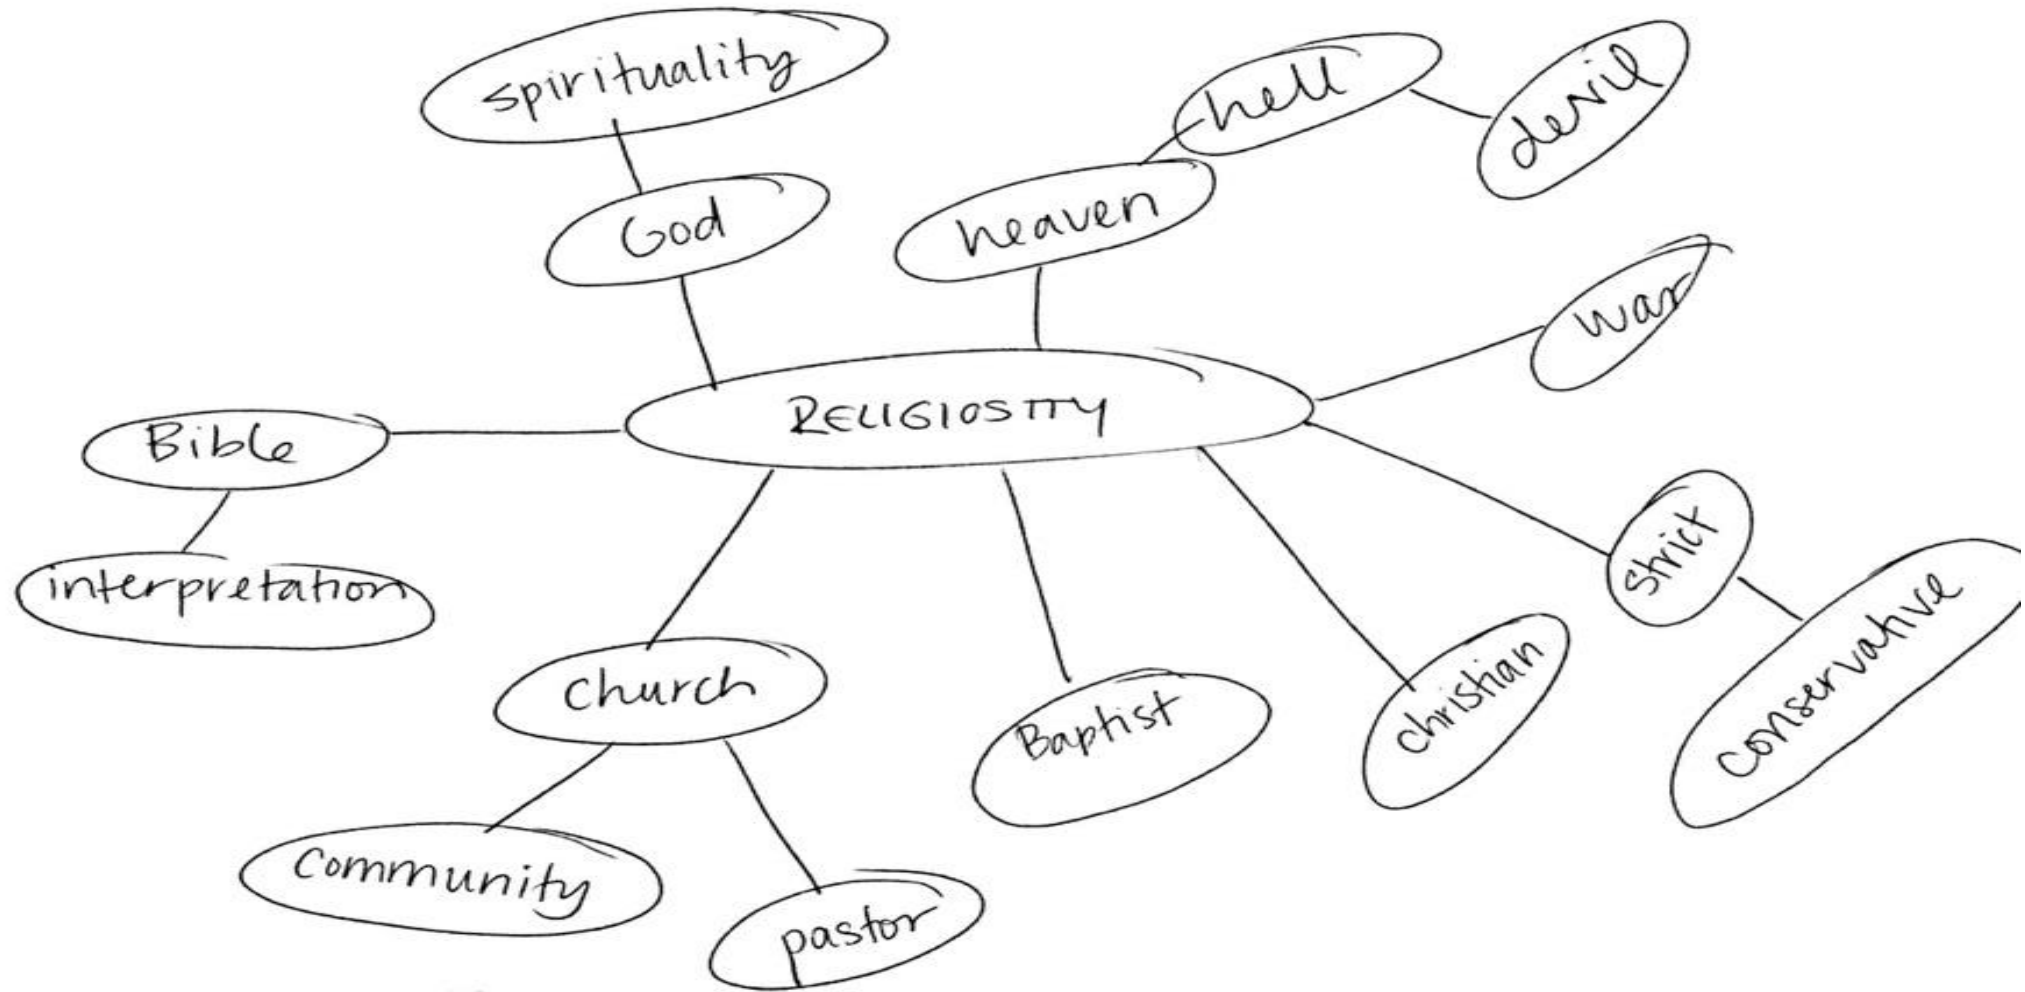 spirituality
hell
devil
God
heaven
war
RELIGIOSITY
Bible
strict
interpretation
conservative
church
Baptist
christian
community
pastor